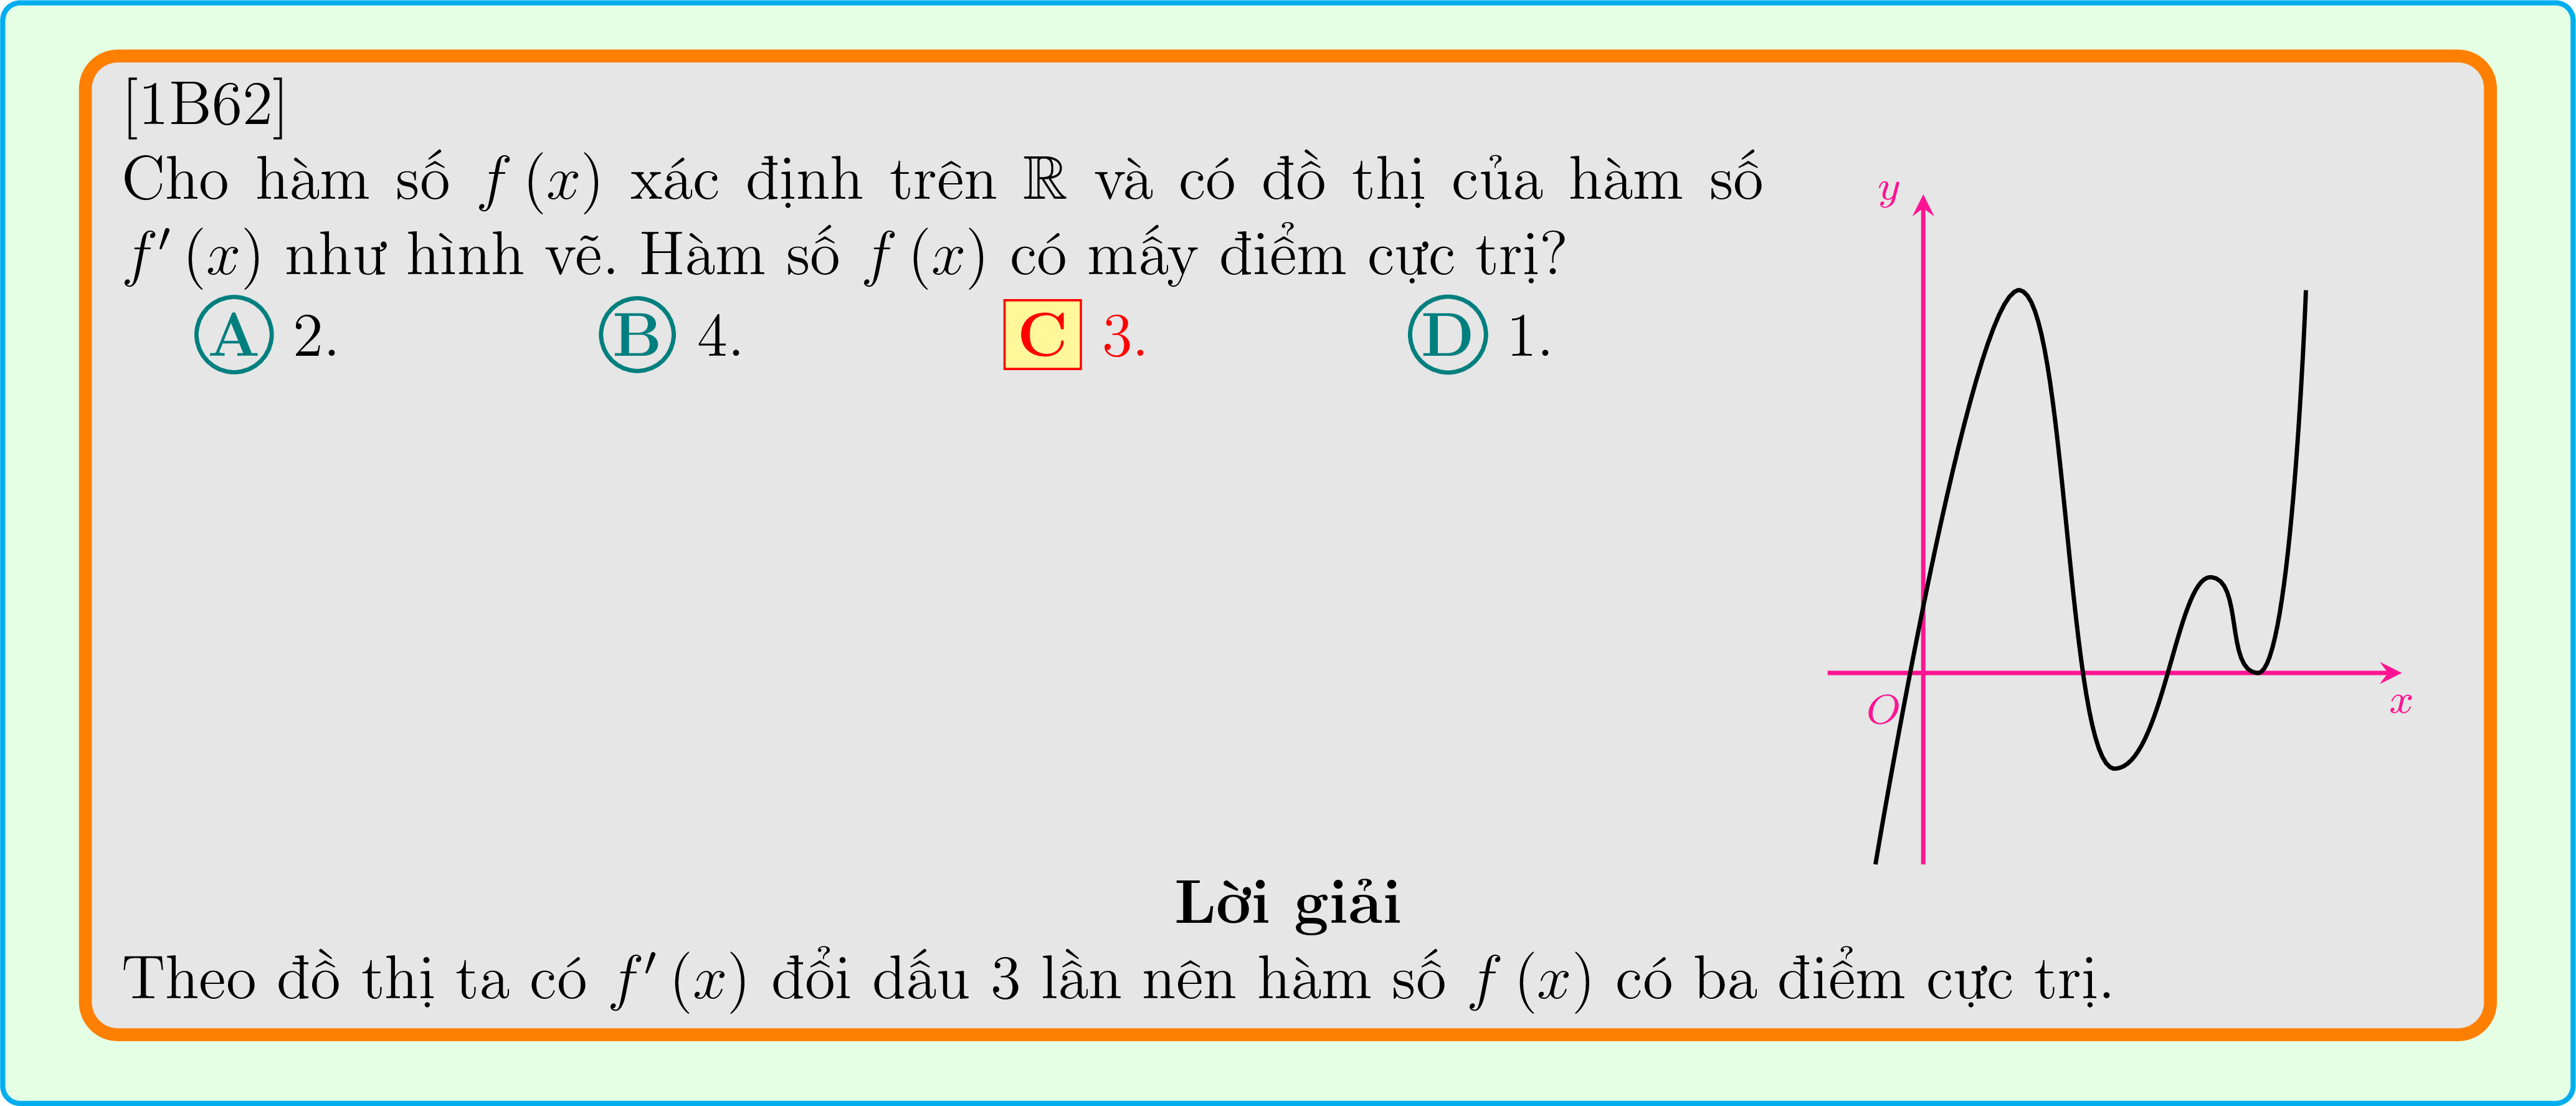 [1B62]
Cho hàm số f (x) xác định trên ℝ và có đồ thị của hàm số
f′ (x) như hình vẽ. Hàm số f (x) có mấy điểm cực trị?
A 2. B 4. C 3. D 1.
y
O
x
Lời giải
Theo đồ thị ta có f′ (x) đổi dấu 3 lần nên hàm số f (x) có ba điểm cực trị.